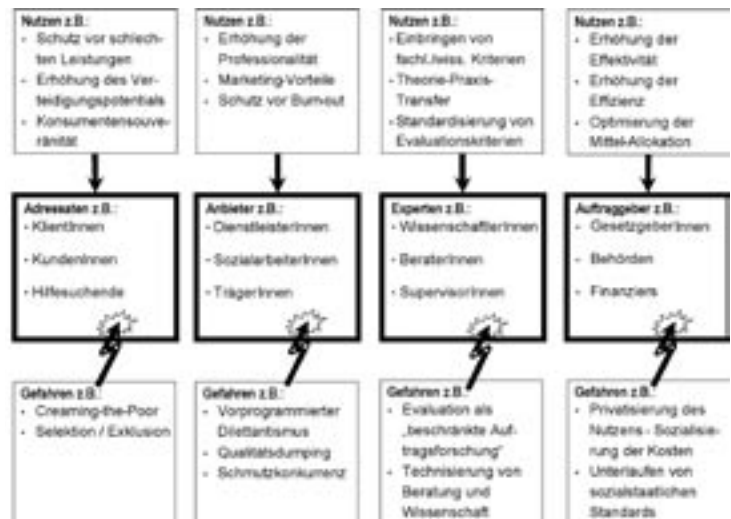 Nutzen z.B.:
• Schutz vor schlech-
ten Leistungen
• Erhöhung des Ver-
teidigungspotentials
• Konsumentensouve-
ränität
Nutzen z.B.:
• Erhöhung der
Professionalität
• Marketing-Vorteile
• Schutz vor Burn-out
Nutzen z.B.:
• Einbringen von
fachl./wiss. Kriterien
• Theorie-Praxis-
Transfer
• Standardisierung von
Evaluationskriterien
Nutzen z.B.:
• Erhöhung der
Effektivität
• Erhöhung der
Effizienz
• Optimierung der
Mittel-Allokation
Adressaten z.B.:
• KlientInnen
• KundenInnen
• Hilfesuchende
Anbieter z.B.:
• DienstleisterInnen
• SozialarbeiterInnen
• TrägerInnen
Experten z.B.:
• WissenschaftlerInnen
• BeraterInnen
• SupervisorInnen
Auftraggeber z.B.:
• GesetzgeberInnen
• Behörden
• Finanziers
Gefahren z.B.:
• Creaming-the-Poor
• Selektion / Exklusion
Gefahren z.B.:
• Vorprogrammierter
Dilettantismus
• Qualitätsdumping
• Schmutzkonkurrenz
Gefahren z.B.:
• Evaluation als
„beschränkte Auf-
tragsforschung"
• Technisierung von
Beratung und
Wissenschaft
Gefahren z.B.:
• Privatisierung des
Nutzens - Sozialisie-
rung der Kosten
• Unterlaufen von
sozialstaatlichen
Standards